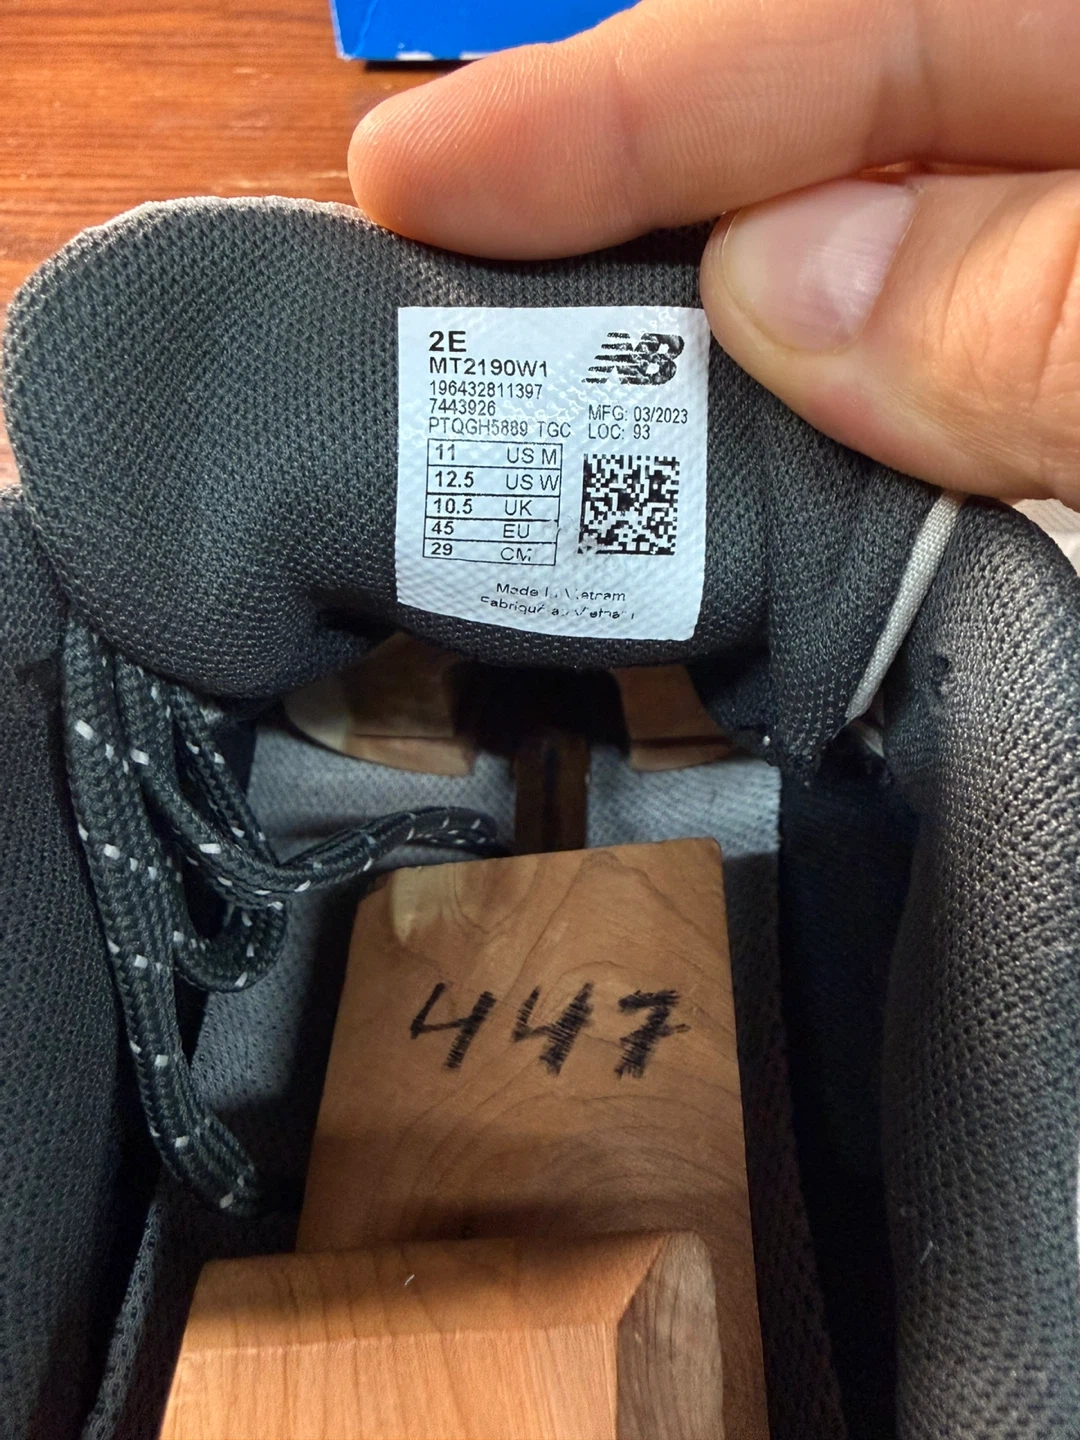 2E
MT2190W1
196432811397
7443926
PTQGH5889 TGC
NB
MFG: 03/2023
LOC: 93
11 US M
12.5 US W
10.5 UK
45 EU
29 CM
447